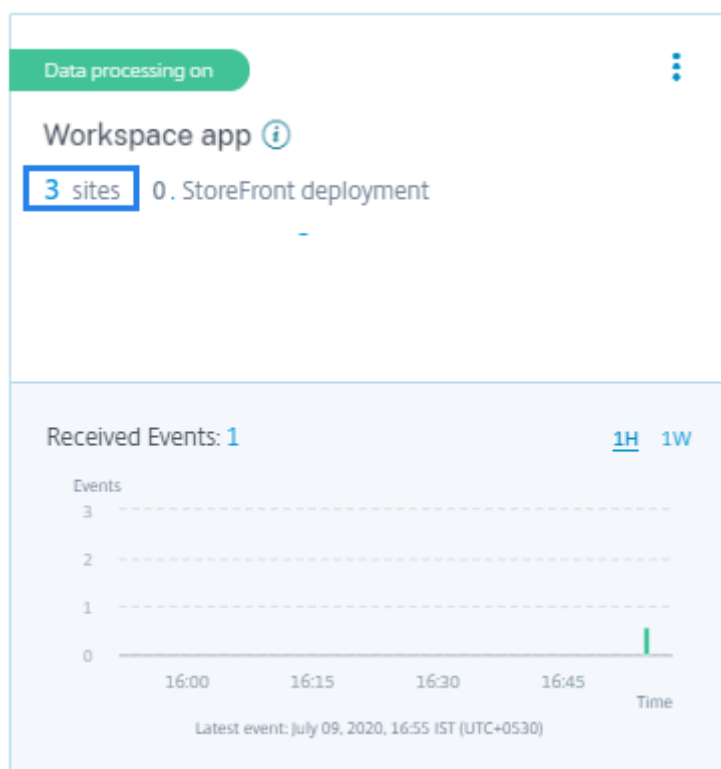 Data processing on
Workspace app
3 sites 0. StoreFront deployment
Received Events: 1 1H 1W
Events
3
2
1
0
16:00 16:15 16:30 16:45
Time
Latest event: July 09, 2020, 16:55 IST (UTC+0530)